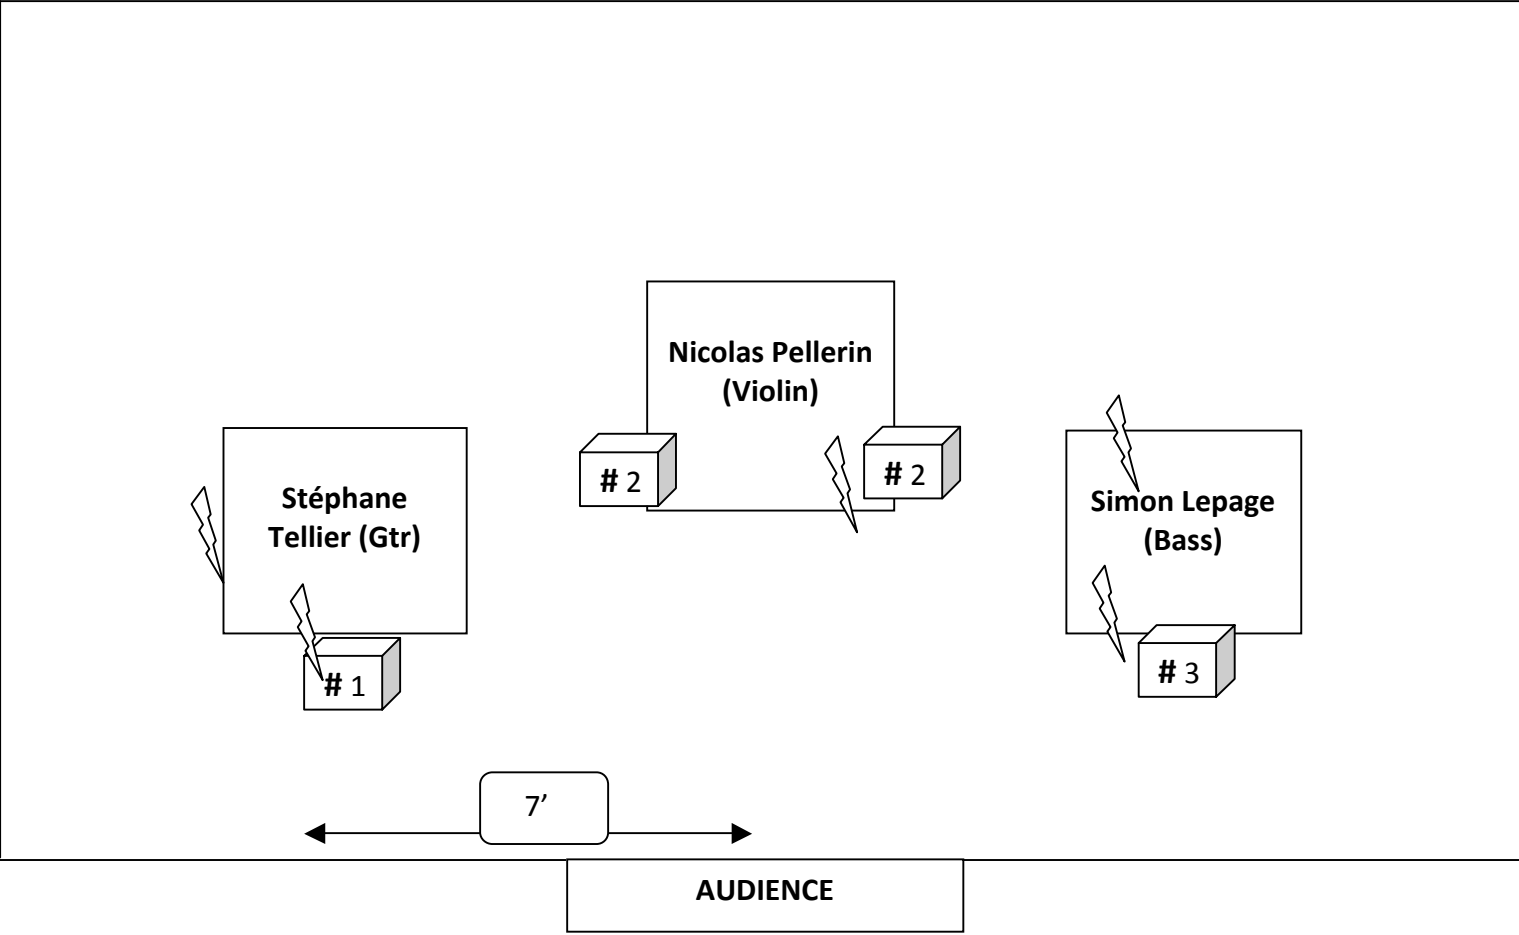 Nicolas Pellerin
(Violin)
# 2
# 2
Stéphane
Tellier (Gtr)
Simon Lepage
(Bass)
# 1
# 3
7’
AUDIENCE